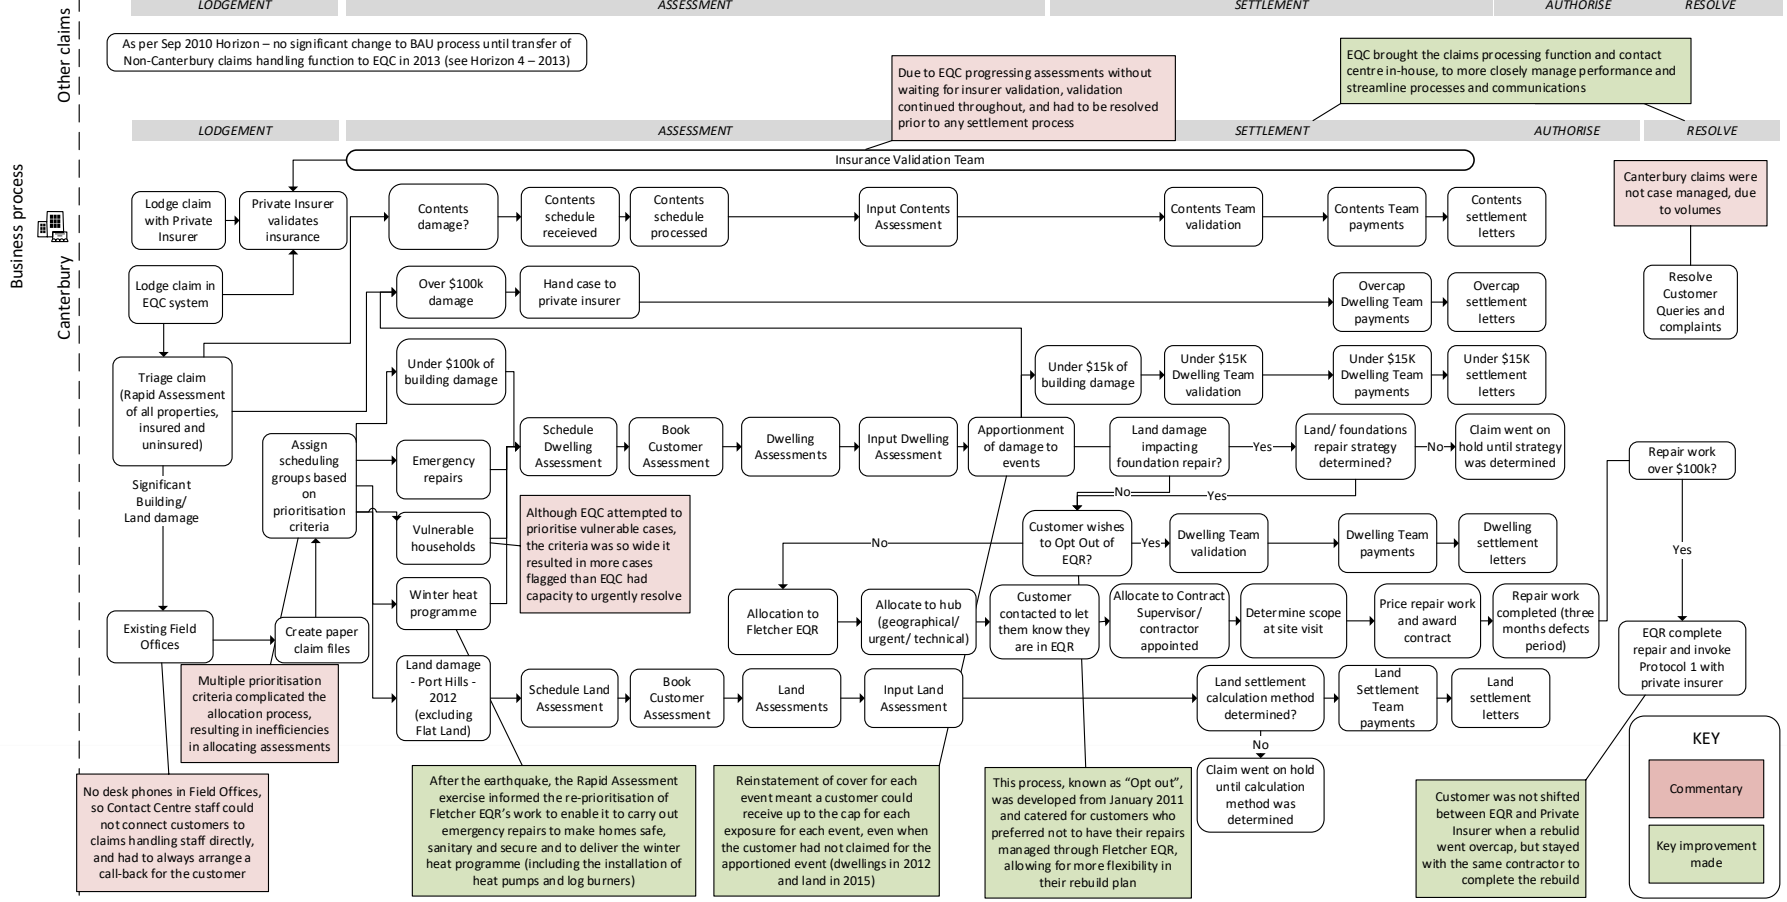 LODGEMENT
ASSESSMENT
SETTLEMENT
AUTHORISE
RESOLVE
Other claims
As per Sep 2010 Horizon – no significant change to BAU process until transfer of
Non-Canterbury claims handling function to EQC in 2013 (see Horizon 4 – 2013)
Due to EQC progressing assessments without
waiting for insurer validation, validation
continued throughout, and had to be resolved
prior to any settlement process
EQC brought the claims processing function and contact
centre in-house, to more closely manage performance and
streamline processes and communications
LODGEMENT
ASSESSMENT
SETTLEMENT
AUTHORISE
RESOLVE
Business process
Canterbury
Insurance Validation Team
Lodge claim
with Private
Insurer
Private Insurer
validates
insurance
Contents
damage?
Contents
schedule
receieved
Contents
schedule
processed
Input Contents
Assessment
Contents Team
validation
Contents Team
payments
Contents
settlement
letters
Canterbury claims were
not case managed, due
to volumes
Lodge claim in
EQC system
Over $100k
damage
Hand case to
private insurer
Overcap
Dwelling Team
payments
Overcap
settlement
letters
Resolve
Customer
Queries and
complaints
Triage claim
(Rapid Assessment
of all properties,
insured and
uninsured)
Under $100k of
building damage
Under $15k of
building damage
Under $15K
Dwelling Team
validation
Under $15K
Dwelling Team
payments
Under $15K
settlement
letters
Assign
scheduling
groups based
on
prioritisation
criteria
Emergency
repairs
Schedule
Dwelling
Assessment
Book
Customer
Assessment
Dwelling
Assessments
Input Dwelling
Assessment
Apportionment
of damage to
events
Land damage
impacting
foundation repair?
Yes
Land/ foundations
repair strategy
determined?
No
Claim went on
hold until strategy
was determined
Repair work
over $100k?
Significant
Building/
Land damage
No
Yes
Vulnerable
households
Although EQC attempted to
prioritise vulnerable cases,
the criteria was so wide it
resulted in more cases
flagged than EQC had
capacity to urgently resolve
No
Customer wishes
to Opt Out of
EQR?
Yes
Dwelling Team
validation
Dwelling Team
payments
Dwelling
settlement
letters
Yes
Winter heat
programme
Allocation to
Fletcher EQR
Allocate to hub
(geographical/
urgent/ technical)
Customer
contacted to let
them know they
are in EQR
Allocate to Contract
Supervisor/
contractor
appointed
Determine scope
at site visit
Price repair work
and award
contract
Repair work
completed (three
months defects
period)
Existing Field
Offices
Create paper
claim files
EQR complete
repair and invoke
Protocol 1 with
private insurer
Land damage
- Port Hills -
2012
(excluding
Flat Land)
Schedule Land
Assessment
Book
Customer
Assessment
Land
Assessments
Input Land
Assessment
Land settlement
calculation method
determined?
Land
Settlement
Team
payments
Land
settlement
letters
Multiple prioritisation
criteria complicated the
allocation process,
resulting in inefficiencies
in allocating assessments
No
Claim went on hold
until calculation
method was
determined
No desk phones in Field Offices,
so Contact Centre staff could
not connect customers to
claims handling staff directly,
and had to always arrange a
call-back for the customer
After the earthquake, the Rapid Assessment
exercise informed the re-prioritisation of
Fletcher EQR's work to enable it to carry out
emergency repairs to make homes safe,
sanitary and secure and to deliver the winter
heat programme (including the installation of
heat pumps and log burners)
Reinstatement of cover for each
event meant a customer could
receive up to the cap for each
exposure for each event, even when
the customer had not claimed for the
apportioned event (dwellings in 2012
and land in 2015)
This process, known as “Opt out”,
was developed from January 2011
and catered for customers who
preferred not to have their repairs
managed through Fletcher EQR,
allowing for more flexibility in
their rebuild plan
Customer was not shifted
between EQR and Private
Insurer when a rebulid
went overcap, but stayed
with the same contractor to
complete the rebuild
KEY
Commentary
Key improvement
made